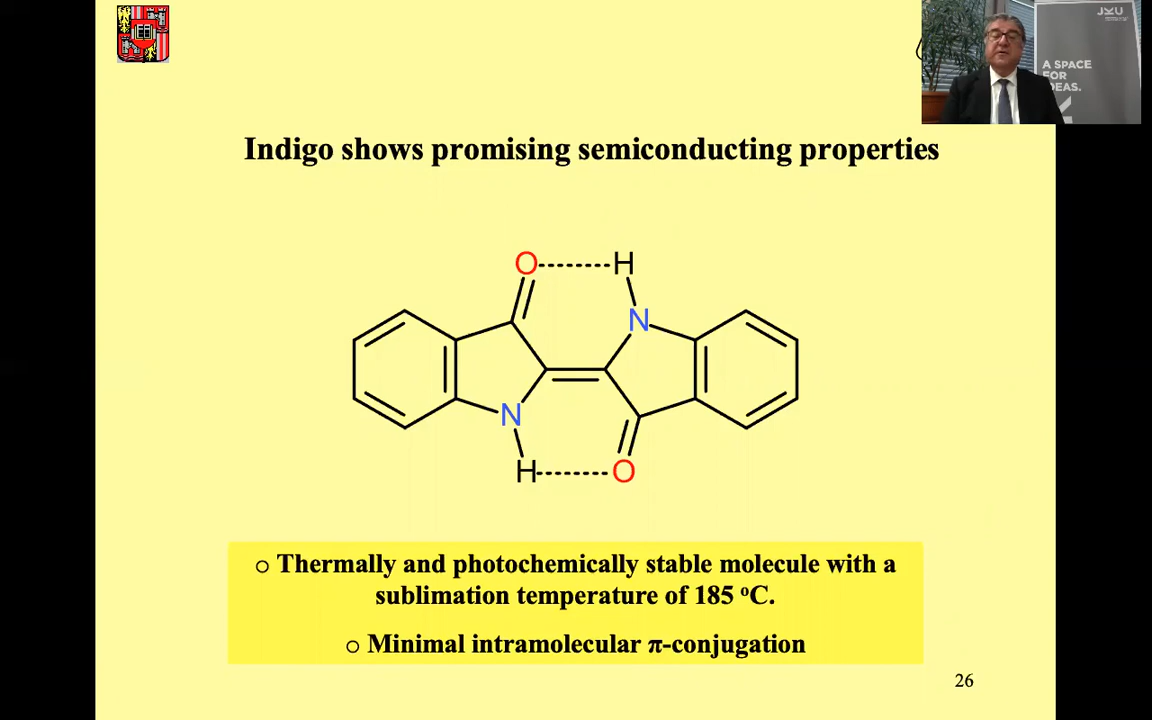 JKU
A SPACE
FOR
IDEAS.
Indigo shows promising semiconducting properties
O H
N
N
H O
o Thermally and photochemically stable molecule with a
sublimation temperature of 185 ºC.
o Minimal intramolecular π-conjugation
26